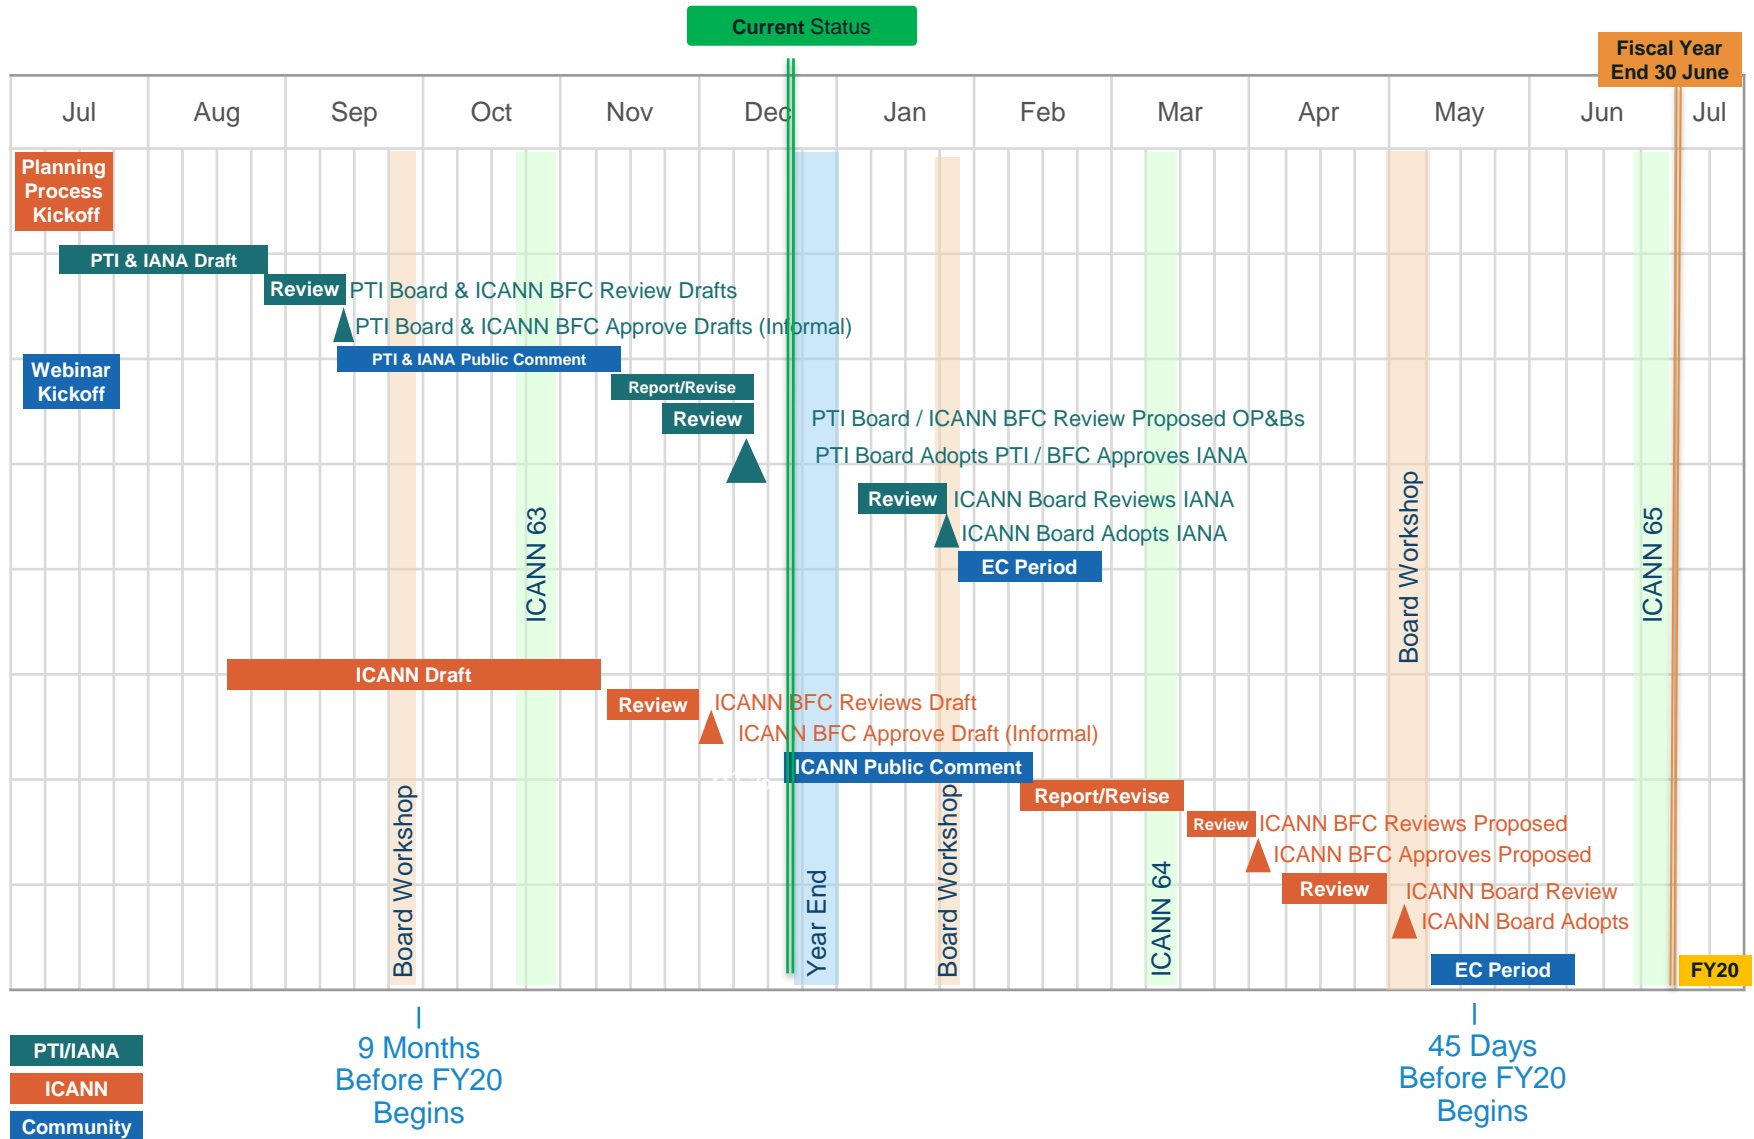 Current Status
Fiscal Year
End 30 June
Jul
Aug
Sep
Oct
Nov
Dec
Jan
Feb
Mar
Apr
May
Jun
Jul
Planning
Process
Kickoff
PTI & IANA Draft
Review
PTI Board & ICANN BFC Review Drafts
PTI Board & ICANN BFC Approve Drafts (Informal)
PTI & IANA Public Comment
Webinar
Kickoff
Report/Revise
Review
PTI Board / ICANN BFC Review Proposed OP&Bs
PTI Board Adopts PTI / BFC Approves IANA
Review
ICANN Board Reviews IANA
ICANN Board Adopts IANA
EC Period
ICANN 63
Board Workshop
ICANN 65
ICANN Draft
Review
ICANN BFC Reviews Draft
ICANN BFC Approve Draft (Informal)
ICANN Public Comment
Report/Revise
Review
ICANN BFC Reviews Proposed
ICANN BFC Approves Proposed
Review
ICANN Board Review
ICANN Board Adopts
Board Workshop
Year End
Board Workshop
ICANN 64
EC Period
FY20
PTI/IANA
ICANN
Community
9 Months
Before FY20
Begins
45 Days
Before FY20
Begins